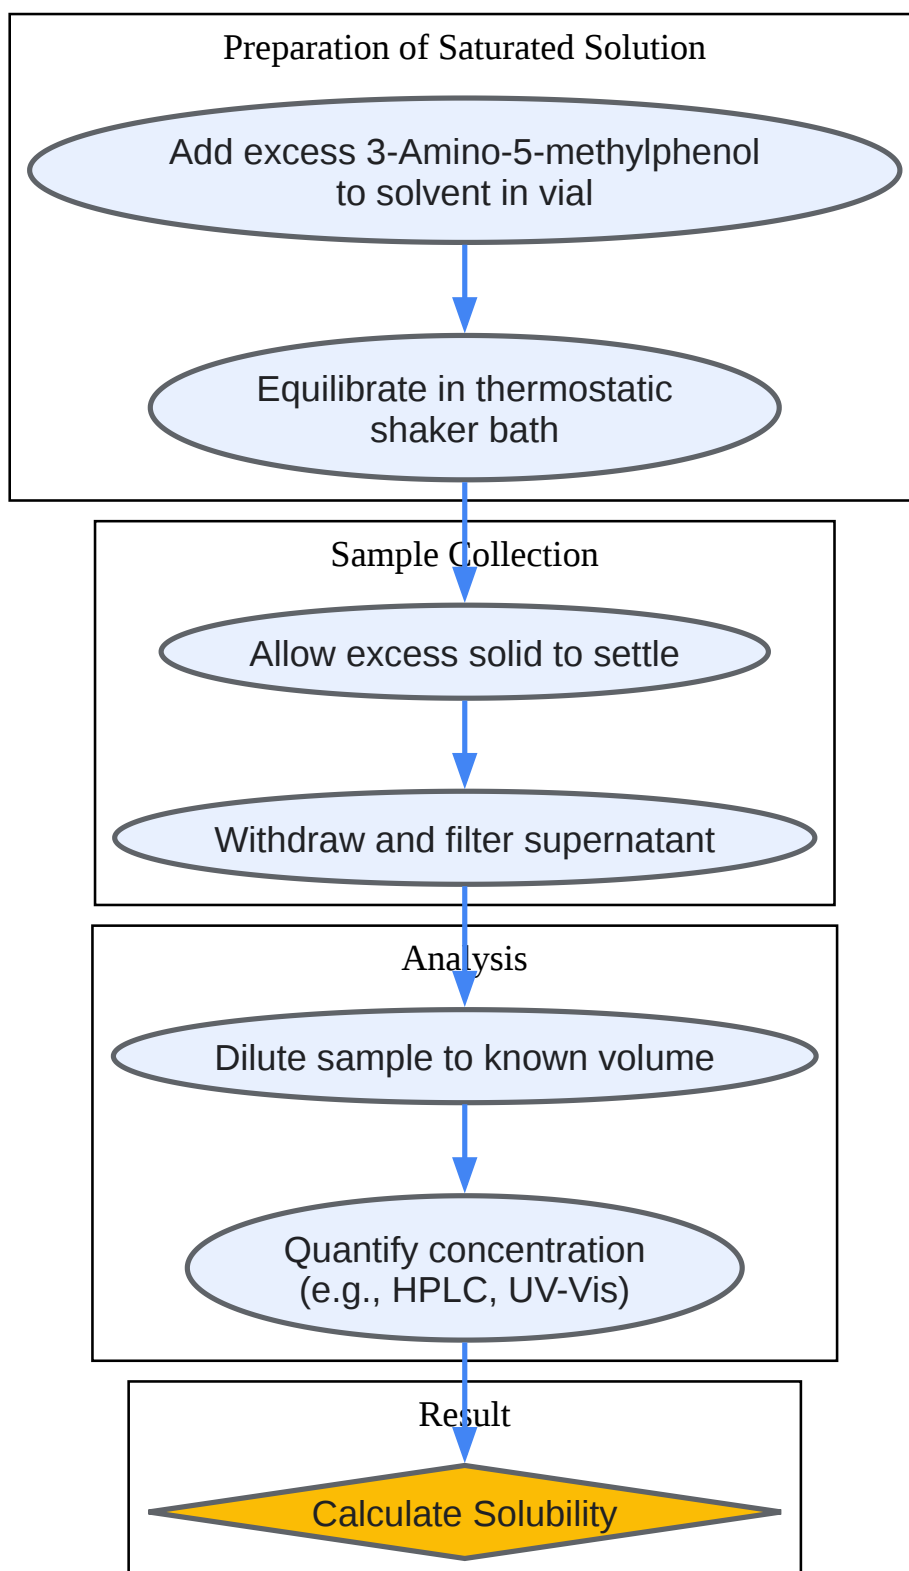 Preparation of Saturated Solution
Add excess 3-Amino-5-methylphenol
to solvent in vial
Equilibrate in thermostatic
shaker bath
Sample Collection
Allow excess solid to settle
Withdraw and filter supernatant
Analysis
Dilute sample to known volume
Quantify concentration
(e.g., HPLC, UV-Vis)
Result
Calculate Solubility